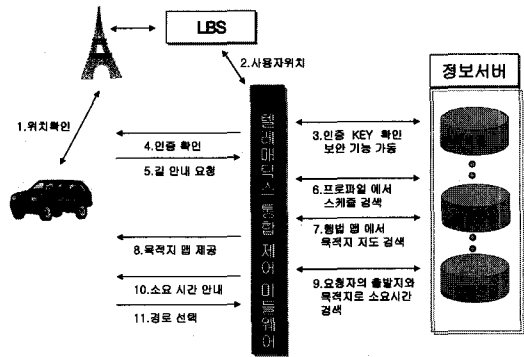 LBS
정보서버
2.사용자위치
1.위치확인
4.인증 확인
5.길 안내 요청
3.인증 KEY 확인
보안 기능 가동
6.프로파일 에서
스케쥴 검색
7.웹법 맵 에서
목적지 지도 검색
8.목적지 맵 제공
10.소요 시간 안내
9.요청자의 출발지와
목적지로 소요시간
검색
11.경로 선택
텔레매틱스 통합 제어 미들웨어